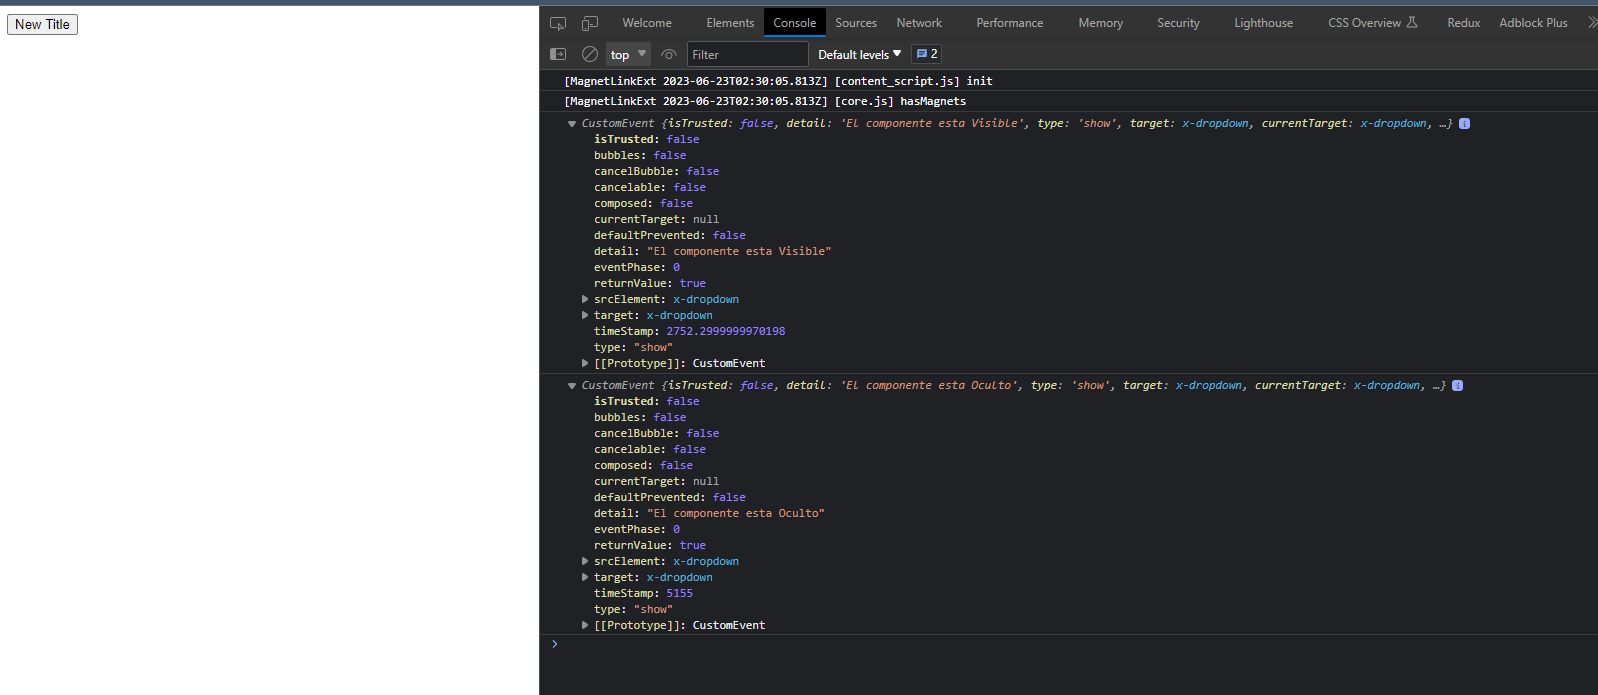 New Title
Welcome Elements Console Sources Network Performance Memory Security Lighthouse CSS Overview Redux Adblock Plus
top Filter Default levels 2
[MagnetLinkExt 2023-06-23T02:30:05.813Z] [content_script.js] init
[MagnetLinkExt 2023-06-23T02:30:05.813Z] [core.js] hasMagnets
CustomEvent {isTrusted: false, detail: 'El componente esta Visible', type: 'show', target: x-dropdown, currentTarget: x-dropdown, …} i
isTrusted: false
bubbles: false
cancelBubble: false
cancelable: false
composed: false
currentTarget: null
defaultPrevented: false
detail: "El componente esta Visible"
eventPhase: 0
returnValue: true
srcElement: x-dropdown
target: x-dropdown
timeStamp: 2752.2999999970198
type: "show"
[[Prototype]]: CustomEvent
CustomEvent {isTrusted: false, detail: 'El componente esta Oculto', type: 'show', target: x-dropdown, currentTarget: x-dropdown, …} i
isTrusted: false
bubbles: false
cancelBubble: false
cancelable: false
composed: false
currentTarget: null
defaultPrevented: false
detail: "El componente esta Oculto"
eventPhase: 0
returnValue: true
srcElement: x-dropdown
target: x-dropdown
timeStamp: 5155
type: "show"
[[Prototype]]: CustomEvent